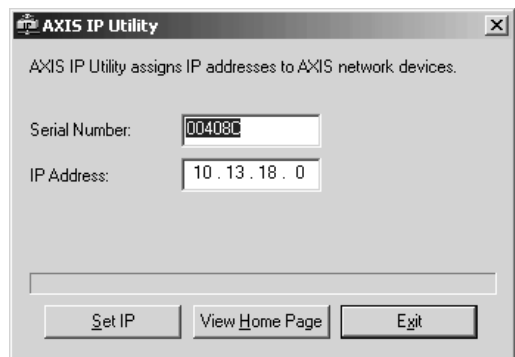 AXIS IP Utility
AXIS IP Utility assigns IP addresses to AXIS network devices.
Serial Number: 00408C
IP Address: 10 . 13 . 18 . 0
Set IP View Home Page Exit